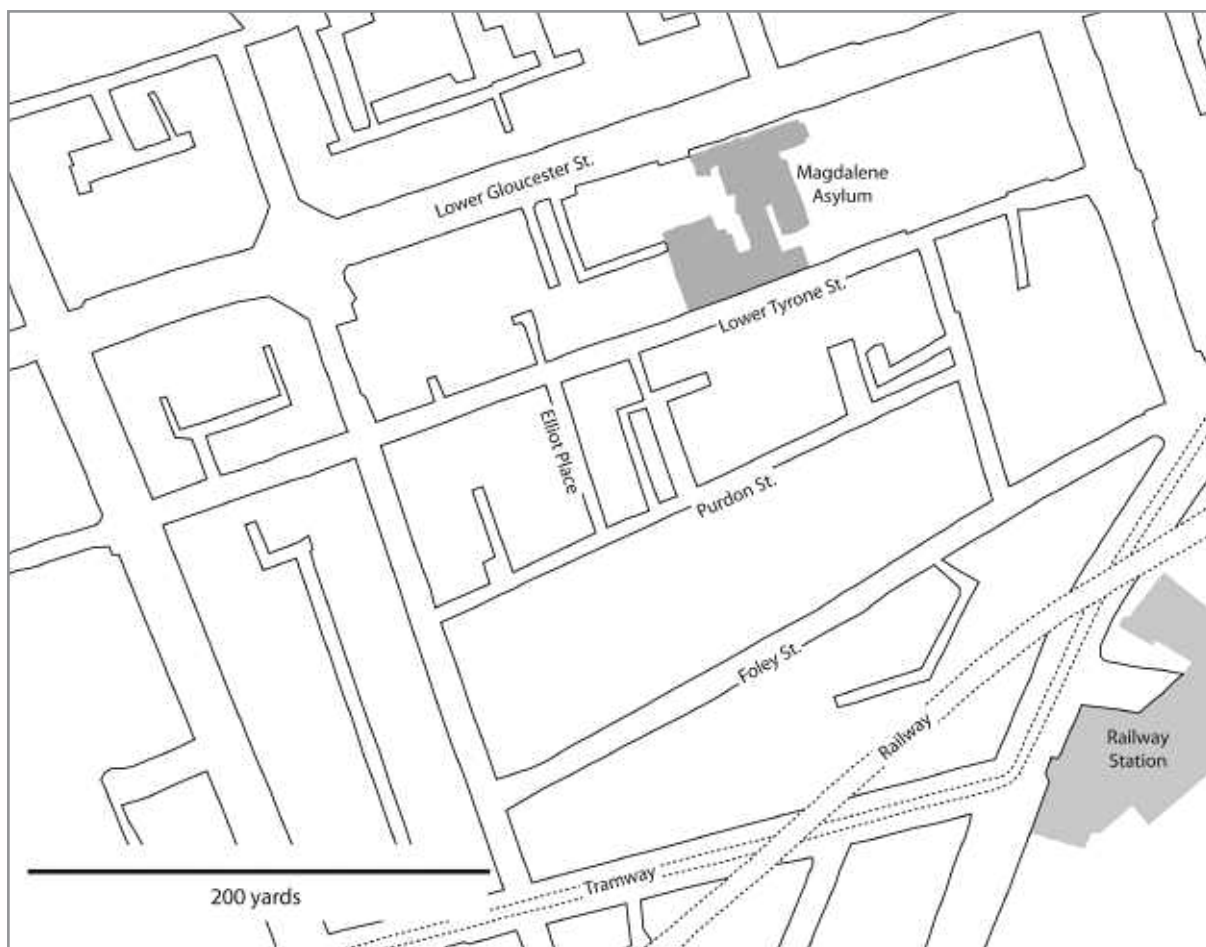 Lower Gloucester St.
Magdalene
Asylum
Lower Tyrone St.
Elliot Place
Purdon St.
Foley St.
Railway
Railway
Station
Tramway
200 yards